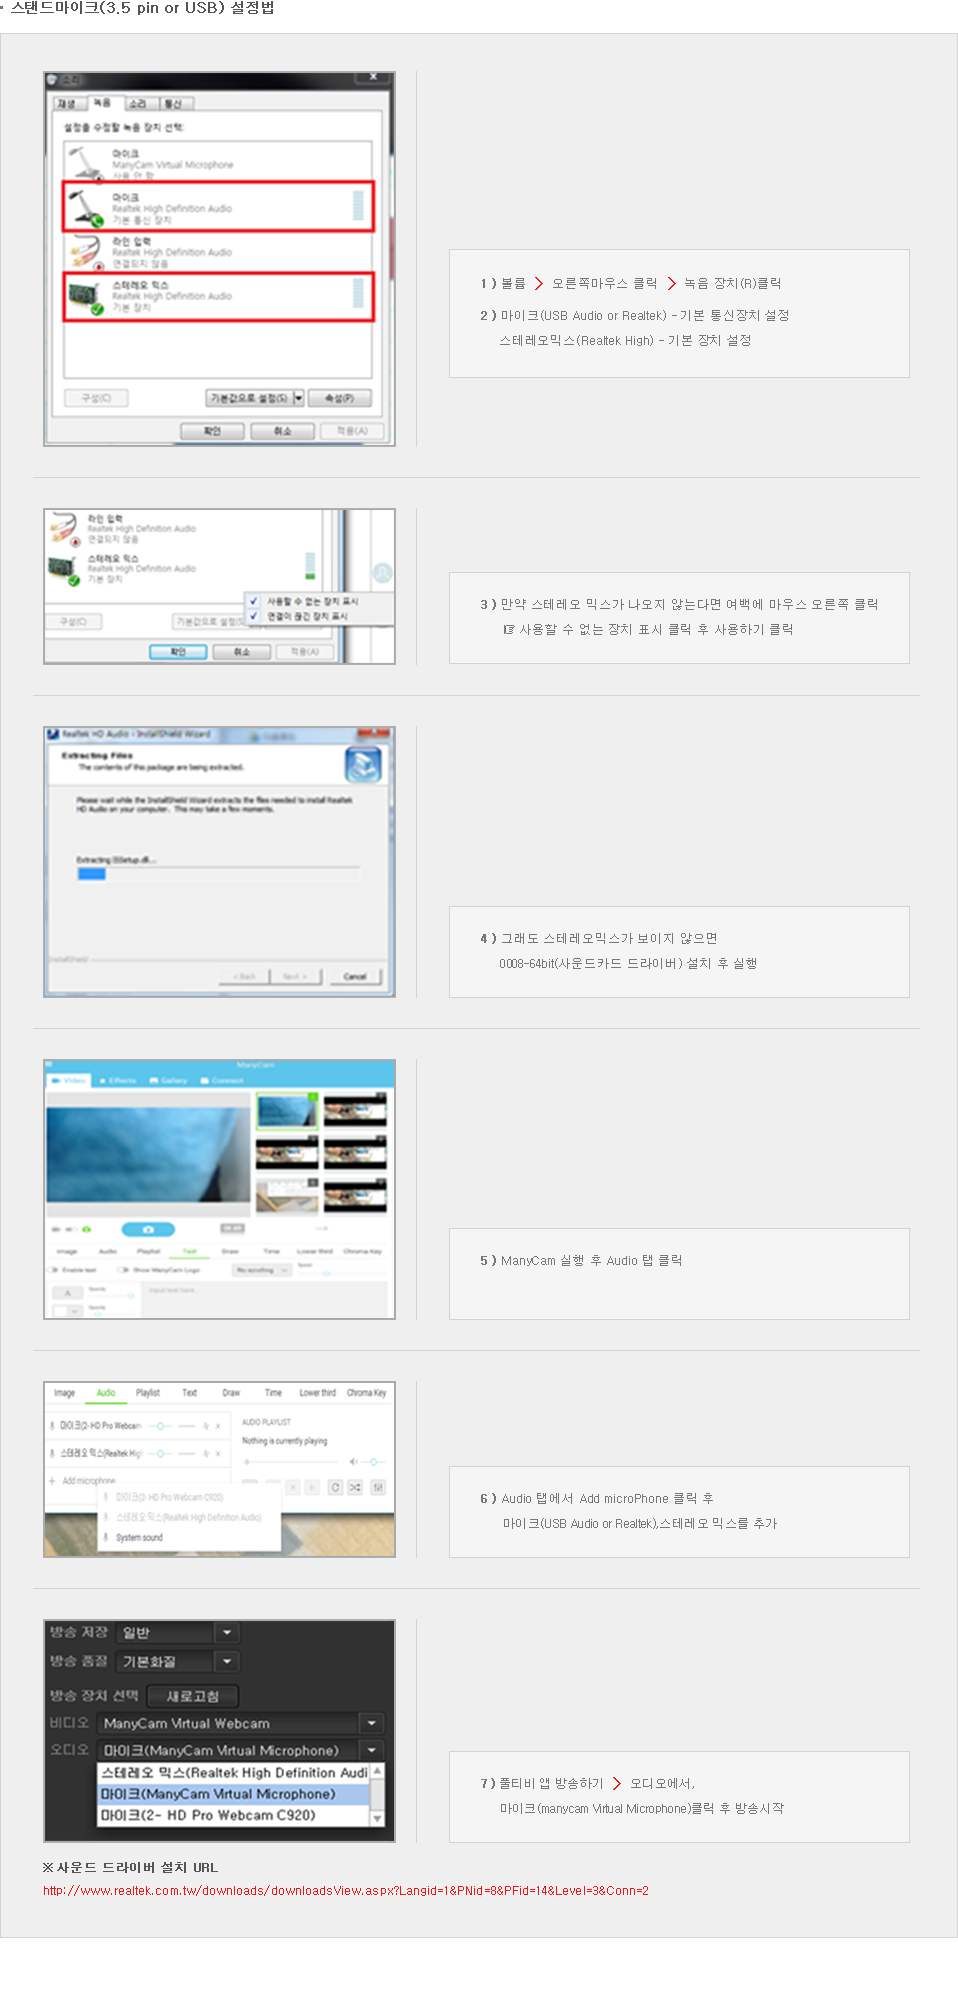 스탠드마이크(3.5 pin or USB) 설정법
소리
재생 녹음 소리 통신
설정을 수정할 녹음 장치 선택:
마이크
ManyCam Virtual Microphone
사용 안 함
마이크
Realtek High Definition Audio
기본 통신 장치
라인 입력
Realtek High Definition Audio
연결되지 않음
스테레오 믹스
Realtek High Definition Audio
기본 장치
구성(C) 기본값으로 설정(S) 속성(P)
확인 취소 적용(A)
1 ) 볼륨 > 오른쪽마우스 클릭 > 녹음 장치(R)클릭
2 ) 마이크(USB Audio or Realtek) - 기본 통신장치 설정
스테레오믹스(Realtek High) - 기본 장치 설정
라인 입력
Realtek High Definition Audio
연결되지 않음
스테레오 믹스
Realtek High Definition Audio
기본 장치
사용할 수 없는 장치 표시
연결이 끊긴 장치 표시
구성(C) 기본값으로 설정(S)
확인 취소 적용(A)
3 ) 만약 스테레오 믹스가 나오지 않는다면 여백에 마우스 오른쪽 클릭
☞ 사용할 수 없는 장치 표시 클릭 후 사용하기 클릭
Realtek HD Audio - InstallShield Wizard
Extracting Files
The contents of this package are being extracted.
Please wait while the InstallShield Wizard extracts the files needed to install Realtek
HD Audio on your computer. This may take a few moments.
Extracting ISSetup.dll...
InstallShield
< Back Next > Cancel
4 ) 그래도 스테레오믹스가 보이지 않으면
0008-64bit(사운드카드 드라이버) 설치 후 실행
ManyCam
Video Effects Gallery Connect
Image Audio Playlist Text Draw Time Lower third Chroma Key
Enable text Show ManyCam Logo No scrolling Speed
A Opacity Input text here...
5 ) ManyCam 실행 후 Audio 탭 클릭
Image Audio Playlist Text Draw Time Lower third Chroma Key
마이크(2- HD Pro Webcam
AUDIO PLAYLIST
Nothing is currently playing
스테레오 믹스(Realtek High
+ Add microphone
마이크(2- HD Pro Webcam C920)
스테레오 믹스(Realtek High Definition Audio)
System sound
6 ) Audio 탭에서 Add microPhone 클릭 후
마이크(USB Audio or Realtek),스테레오 믹스를 추가
방송 저장 일반
방송 품질 기본화질
방송 장치 선택 새로고침
비디오 ManyCam Virtual Webcam
오디오 마이크(ManyCam Virtual Microphone)
스테레오 믹스(Realtek High Definition Audi
마이크(ManyCam Virtual Microphone)
마이크(2- HD Pro Webcam C920)
7 ) 풀티비 앱 방송하기 > 오디오에서,
마이크(manycam Virtual Microphone)클릭 후 방송시작
※ 사운드 드라이버 설치 URL
http://www.realtek.com.tw/downloads/downloadsView.aspx?Langid=1&PNid=8&PFid=14&Level=3&Conn=2